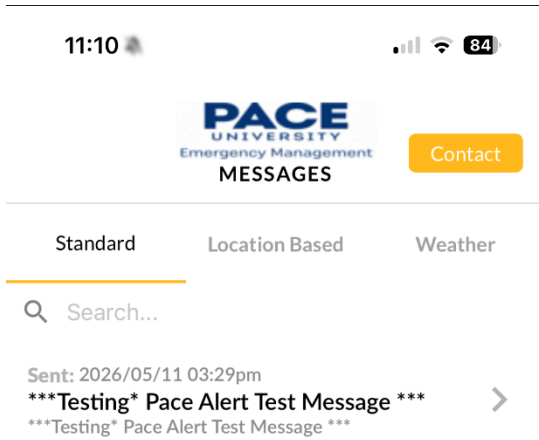 11:10
84
PACE
UNIVERSITY
Emergency Management
MESSAGES
Contact
Standard
Location Based
Weather
Search...
Sent: 2026/05/11 03:29pm
***Testing* Pace Alert Test Message ***
***Testing* Pace Alert Test Message ***